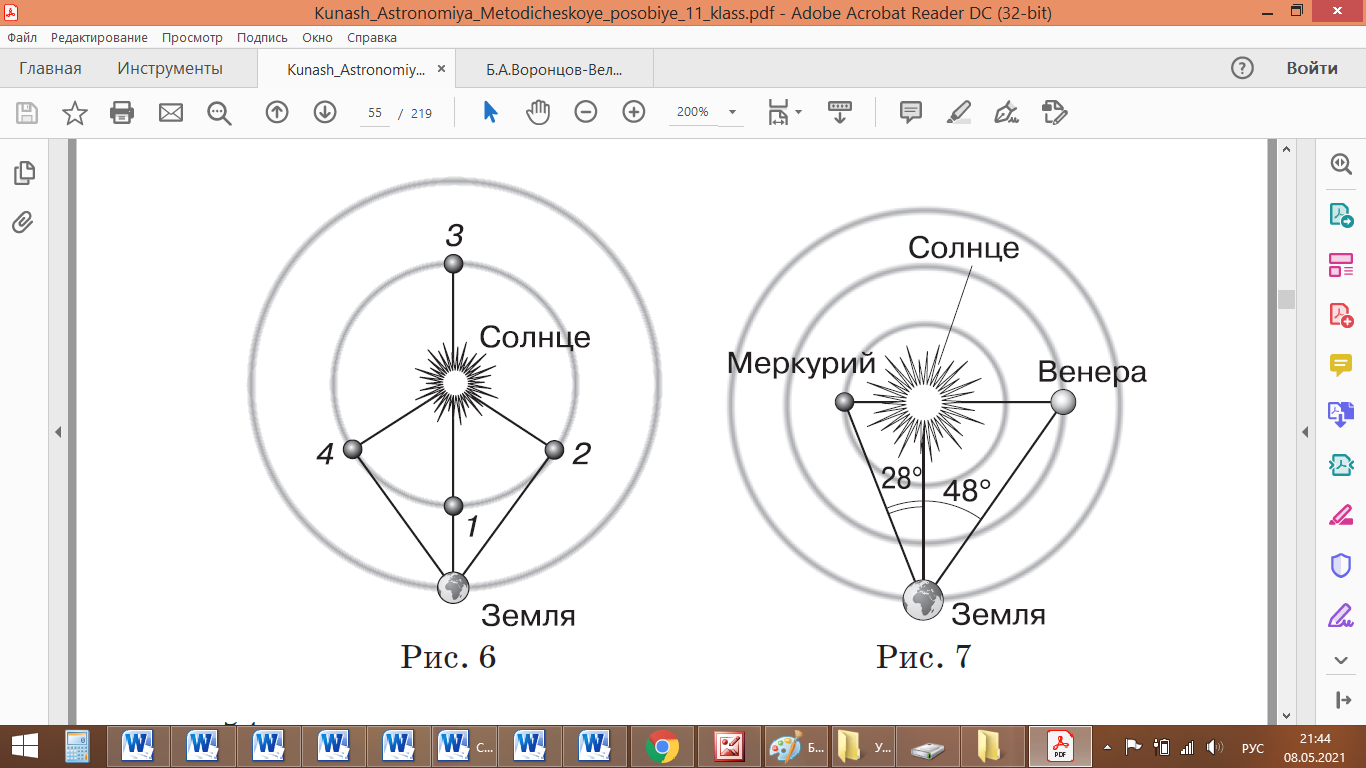 Kunash_Astronomiya_Metodicheskoye_posobiye_11_klass.pdf - Adobe Acrobat Reader DC (32-bit)
Файл Редактирование Просмотр Подпись Окно Справка
Главная Инструменты Kunash_Astronomiy... × Б.А.Воронцов-Вел... Войти
55 / 219 200%
3
Солнце
4
2
1
Земля
Рис. 6
Солнце
Меркурий
Венера
28°
48°
Земля
Рис. 7
С... Б... У... РУС 21:44
08.05.2021